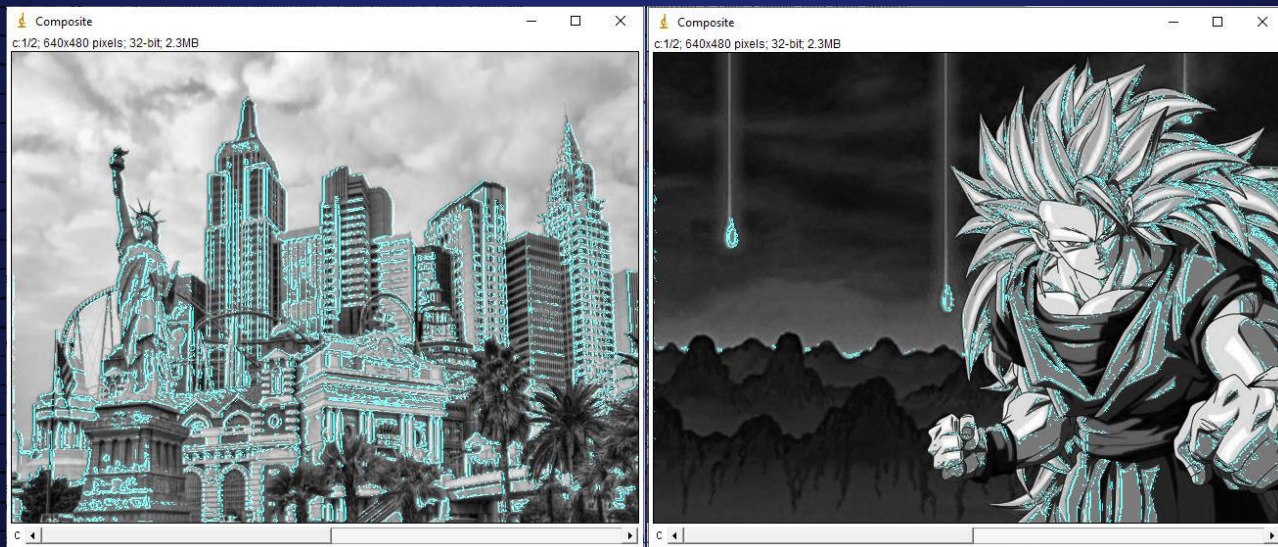 Composite
c:1/2; 640x480 pixels; 32-bit; 2.3MB
c
Composite
c:1/2; 640x480 pixels; 32-bit; 2.3MB
c